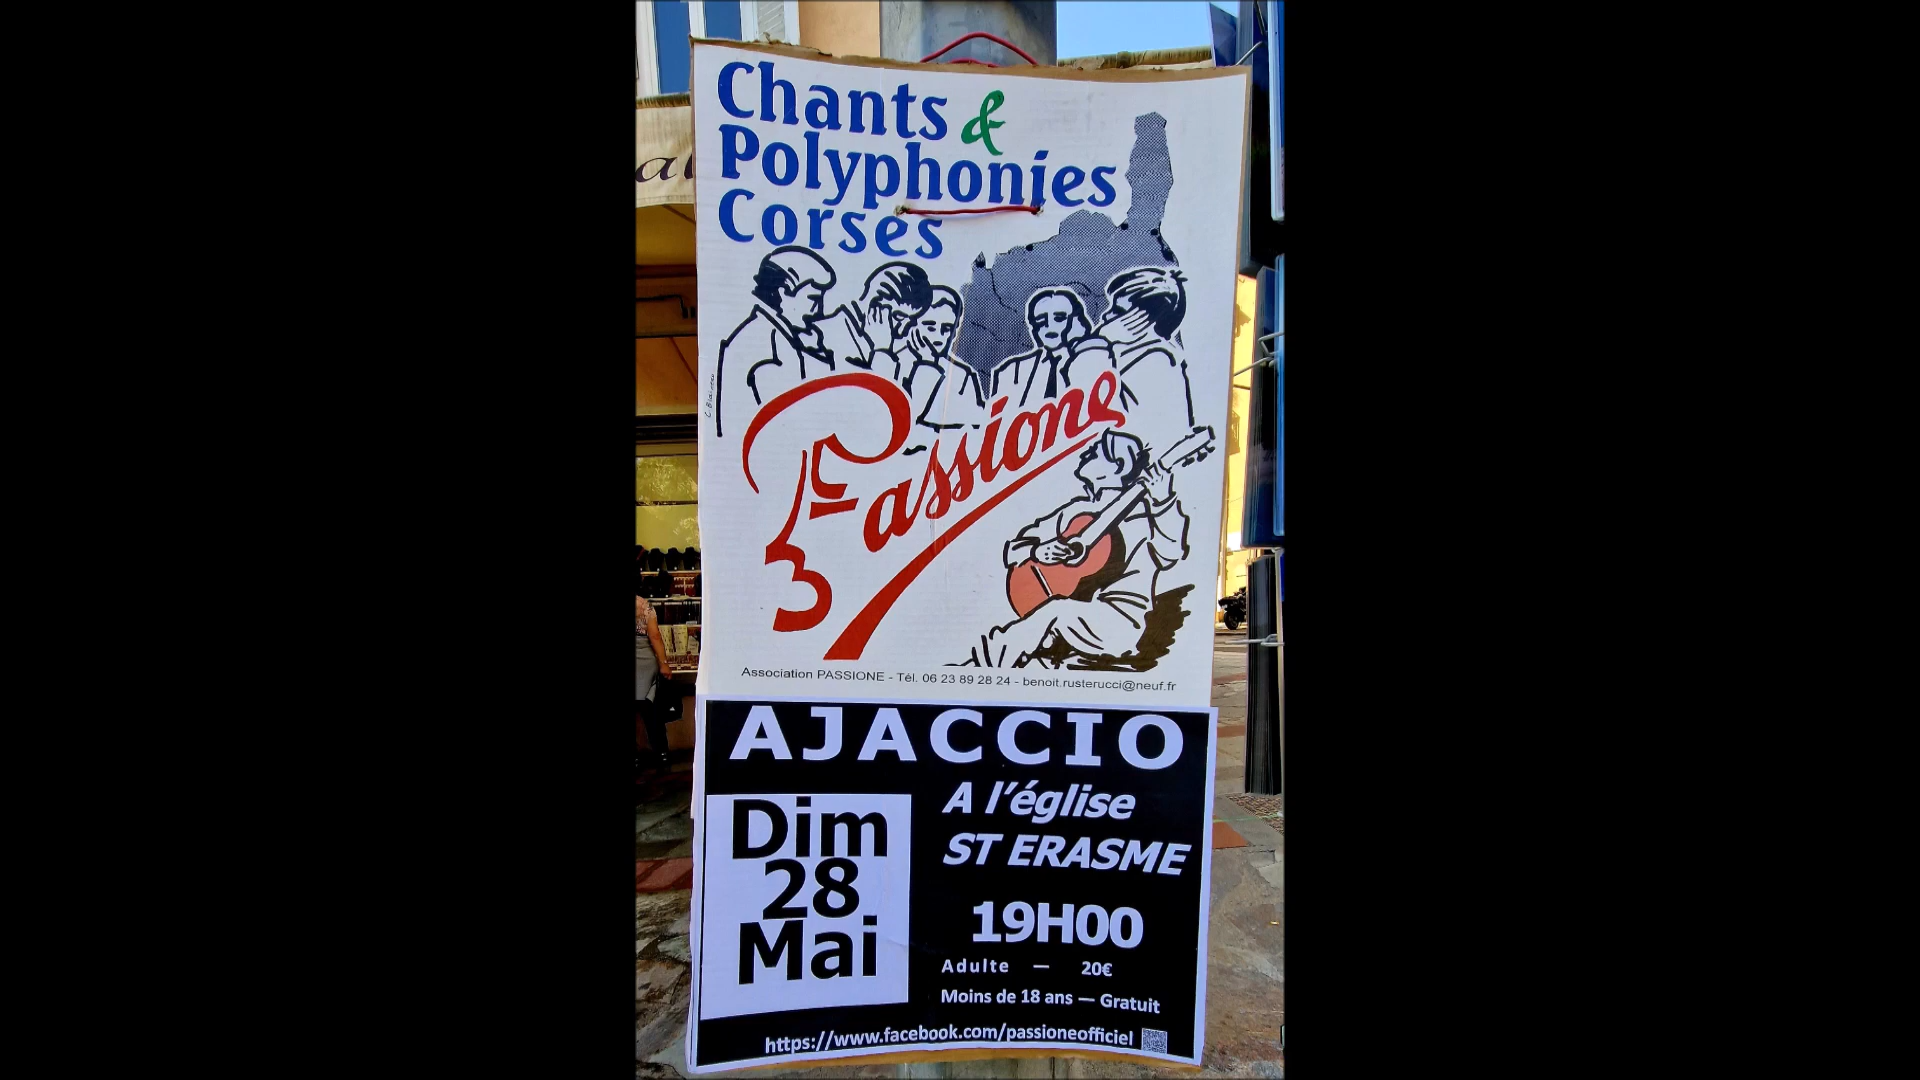 Chants &
Polyphonies
Corses
Passione
Association PASSIONE - Tél. 06 23 89 28 24 - benoit.rusterucci@neuf.fr
AJACCIO
Dim
28
Mai
A l'église
ST ERASME
19H00
Adulte — 20€
Moins de 18 ans — Gratuit
https://www.facebook.com/passioneofficiel